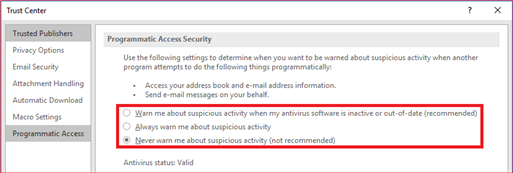 Trust Center
? ×
Trusted Publishers
Privacy Options
Email Security
Attachment Handling
Automatic Download
Macro Settings
Programmatic Access
Programmatic Access Security
Use the following settings to determine when you want to be warned about suspicious activity when another
program attempts to do the following things programmatically:
• Access your address book and e-mail address information.
• Send e-mail messages on your behalf.
Warn me about suspicious activity when my antivirus software is inactive or out-of-date (recommended)
Always warn me about suspicious activity
Never warn me about suspicious activity (not recommended)
Antivirus status: Valid